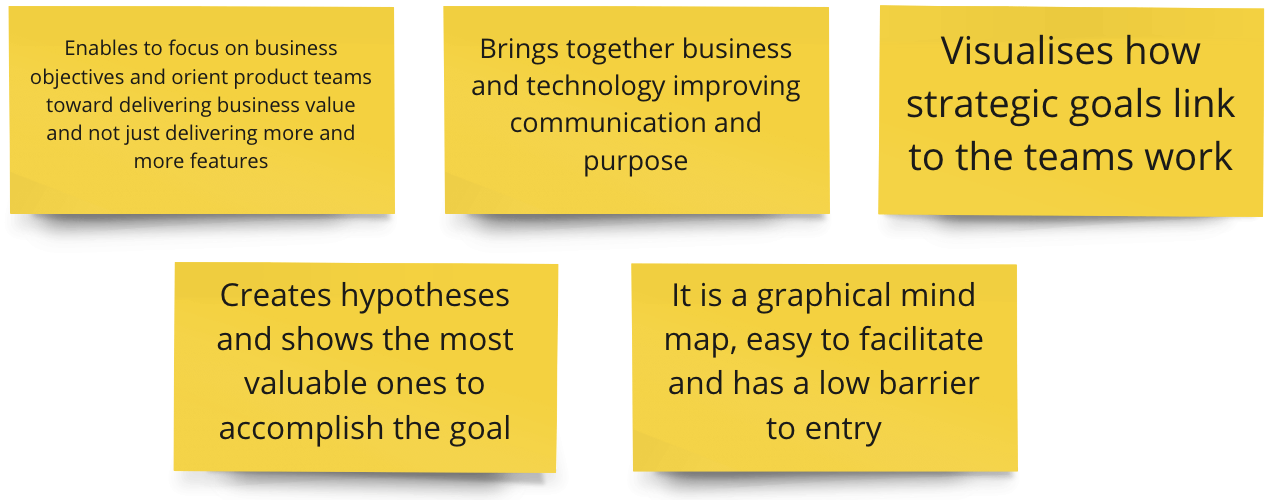 Enables to focus on business
objectives and orient product teams
toward delivering business value
and not just delivering more and
more features
Brings together business
and technology improving
communication and
purpose
Visualises how
strategic goals link
to the teams work
Creates hypotheses
and shows the most
valuable ones to
accomplish the goal
It is a graphical mind
map, easy to facilitate
and has a low barrier
to entry